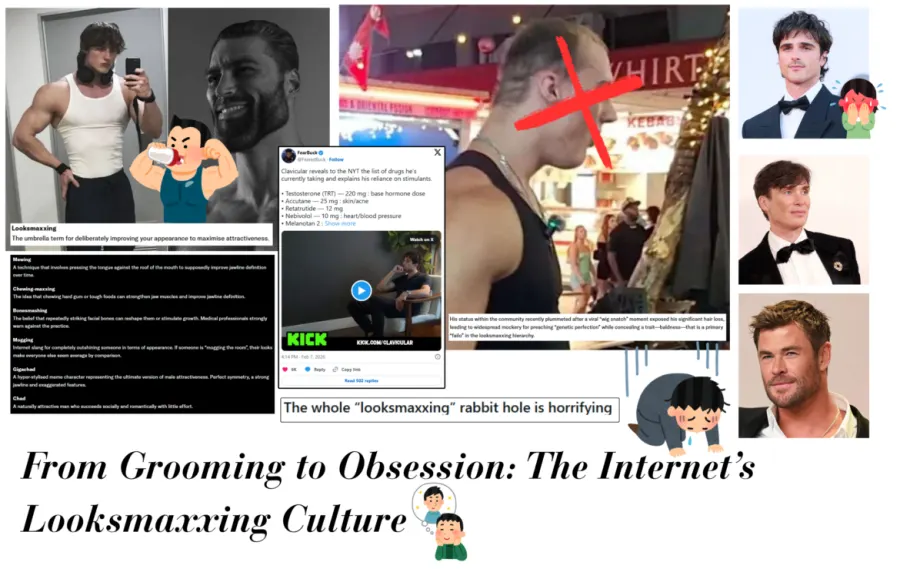 Looksmaxxing
The umbrella term for deliberately improving your appearance to maximise attractiveness.
Mewing
A technique that involves pressing the tongue against the roof of the mouth to supposedly improve jawline definition
over time.
Chewing-maxxing
The idea that chewing hard gum or tough foods can strengthen jaw muscles and improve jawline definition.
Bonesmashing
The belief that repeatedly striking facial bones can reshape them or stimulate growth. Medical professionals strongly
warn against the practice.
Mogging
Internet slang for completely outshining someone in terms of appearance. If someone is "mogging the room", their looks
make everyone else seem average by comparison.
Gigachad
A hyper-stylised meme character representing the ultimate version of male attractiveness. Perfect symmetry, a strong
jawline and exaggerated features.
Chad
A naturally attractive man who succeeds socially and romantically with little effort.
FearBuck
@FearedBuck · Follow
Clavicular reveals to the NYT the list of drugs he's
currently taking and explains his reliance on stimulants.
• Testosterone (TRT) — 220 mg : base hormone dose
• Accutane — 25 mg : skin/acne
• Retatrutide — 12 mg
• Nebivolol — 10 mg : heart/blood pressure
• Melanotan 2 : Show more
Watch on X
KICK
KICK.COM/CLAVICULAR
PM · Feb 7, 2026
Reply
Copy link
Read replies
WHIRT
& ORIENTAL FUSION
KEBAB
His status within the community recently plummeted after a viral "wig snatch" moment exposed his significant hair loss,
leading to widespread mockery for preaching "genetic perfection" while concealing a trait—baldness—that is a primary
"failo" in the looksmaxxing hierarchy.
The whole "looksmaxxing" rabbit hole is horrifying
From Grooming to Obsession: The Internet's
Looksmaxxing Culture